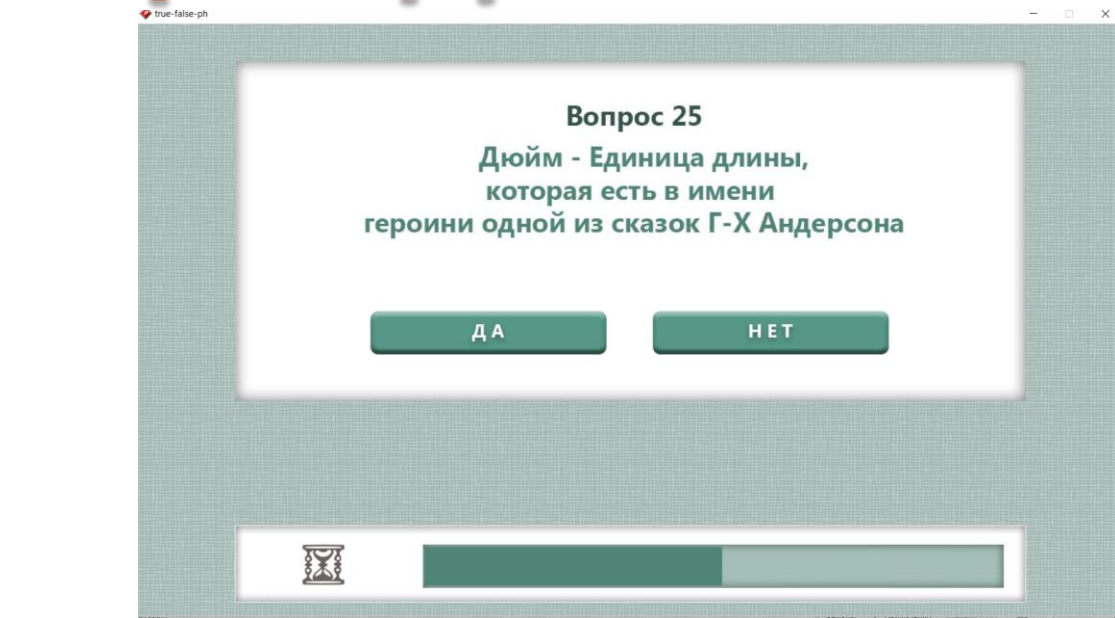 true-false-ph
Вопрос 25
Дюйм - Единица длины,
которая есть в имени
героини одной из сказок Г-Х Андерсона
ДА
НЕТ